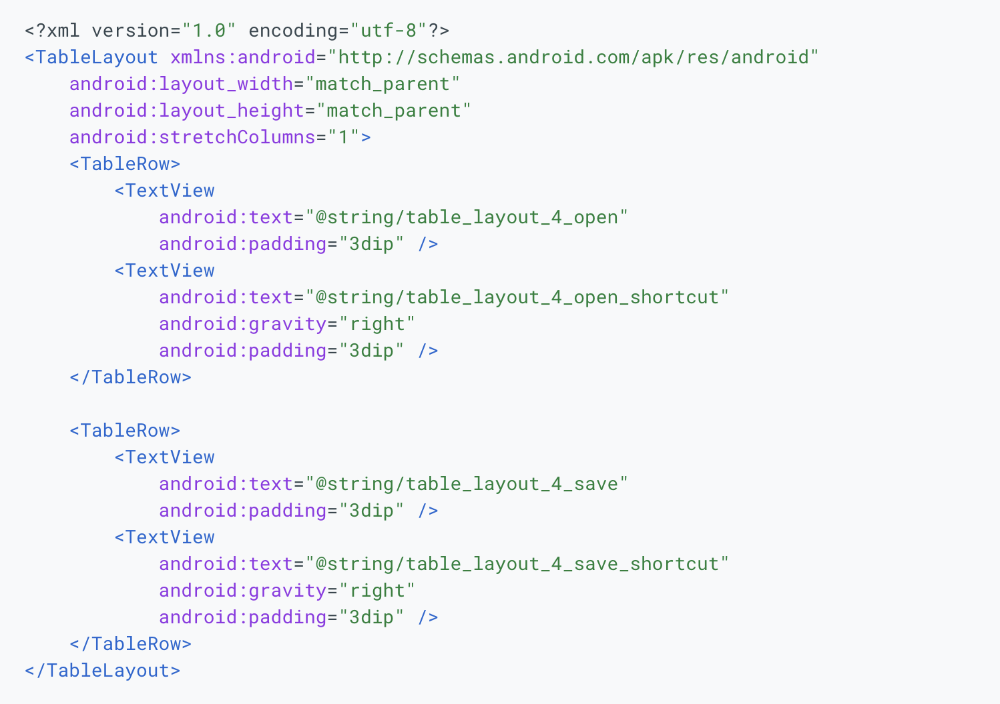 <?xml version="1.0" encoding="utf-8"?>
<TableLayout xmlns:android="http://schemas.android.com/apk/res/android"
    android:layout_width="match_parent"
    android:layout_height="match_parent"
    android:stretchColumns="1">
    <TableRow>
        <TextView
            android:text="@string/table_layout_4_open"
            android:padding="3dip" />
        <TextView
            android:text="@string/table_layout_4_open_shortcut"
            android:gravity="right"
            android:padding="3dip" />
    </TableRow>

    <TableRow>
        <TextView
            android:text="@string/table_layout_4_save"
            android:padding="3dip" />
        <TextView
            android:text="@string/table_layout_4_save_shortcut"
            android:gravity="right"
            android:padding="3dip" />
    </TableRow>
</TableLayout>